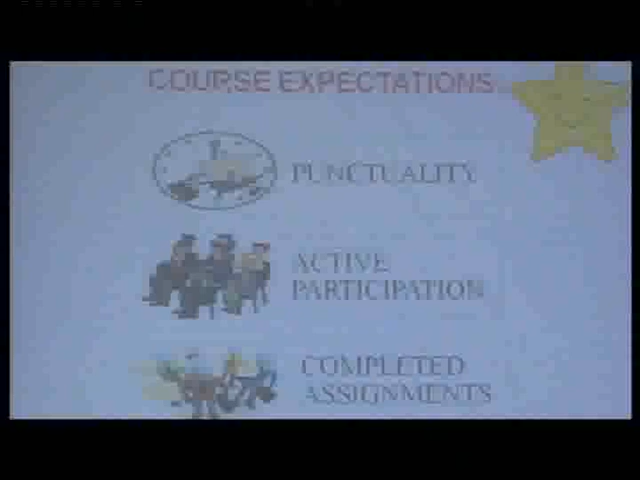 COURSE EXPECTATIONS
PUNCTUALITY
ACTIVE
PARTICIPATION
COMPLETED
ASSIGNMENTS